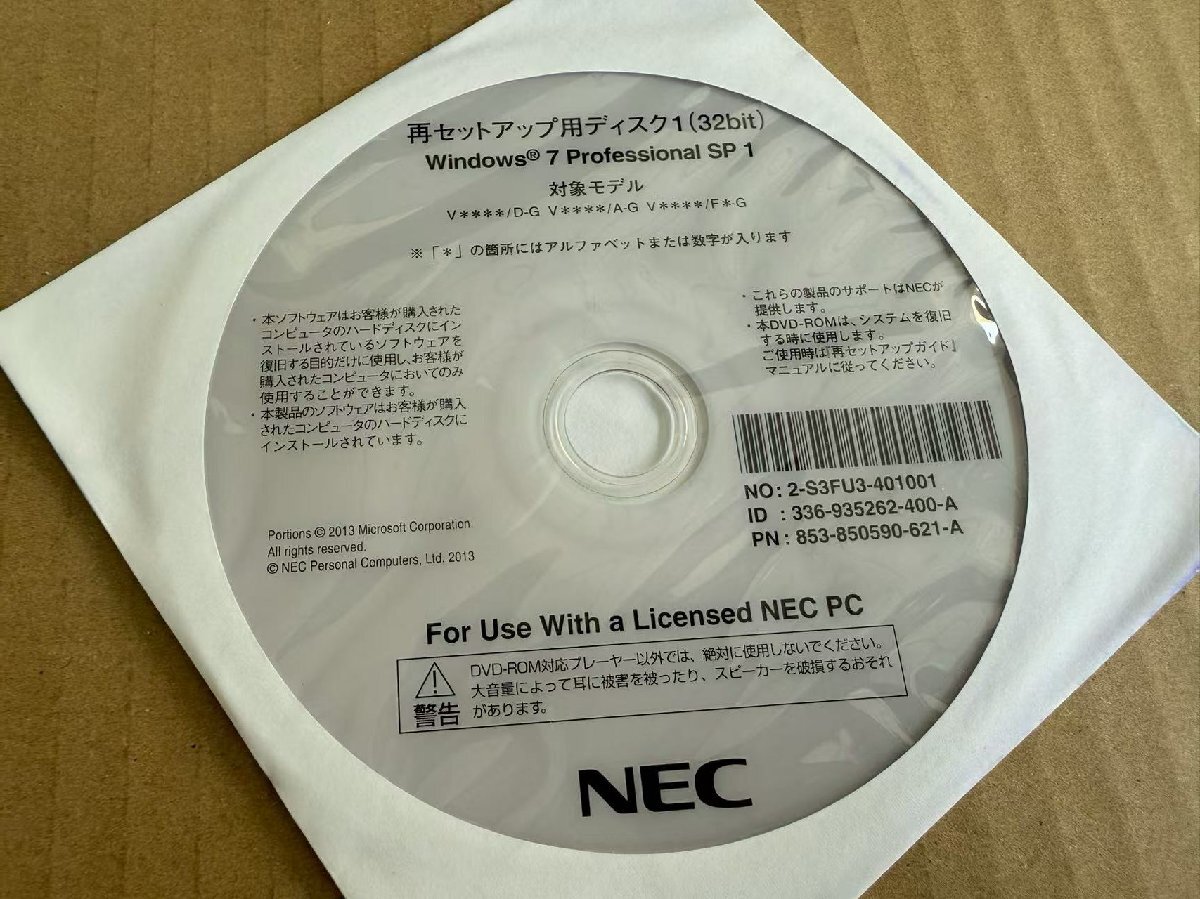 再セットアップ用ディスク1(32bit)
Windows® 7 Professional SP 1
対象モデル
V****/D-G V****/A-G V****/F*-G
※「*」の箇所にはアルファベットまたは数字が入ります
・本ソフトウェアはお客様が購入された
コンピュータのハードディスクにイン
ストールされているソフトウェアを
復旧する目的だけに使用し、お客様が
購入されたコンピュータにおいてのみ
使用することができます。
・本製品のソフトウェアはお客様が購入
されたコンピュータのハードディスクに
インストールされています。
・これらの製品のサポートはNECが
提供します。
・本DVD-ROMは、システムを復旧
する時に使用します。
ご使用時は『再セットアップガイド』
マニュアルに従ってください。
NO: 2-S3FU3-401001
ID : 336-935262-400-A
PN : 853-850590-621-A
Portions © 2013 Microsoft Corporation.
All rights reserved.
© NEC Personal Computers, Ltd. 2013
For Use With a Licensed NEC PC
警告
DVD-ROM対応プレーヤー以外では、絶対に使用しないでください。
大音量によって耳に被害を被ったり、スピーカーを破損するおそれ
があります。
NEC